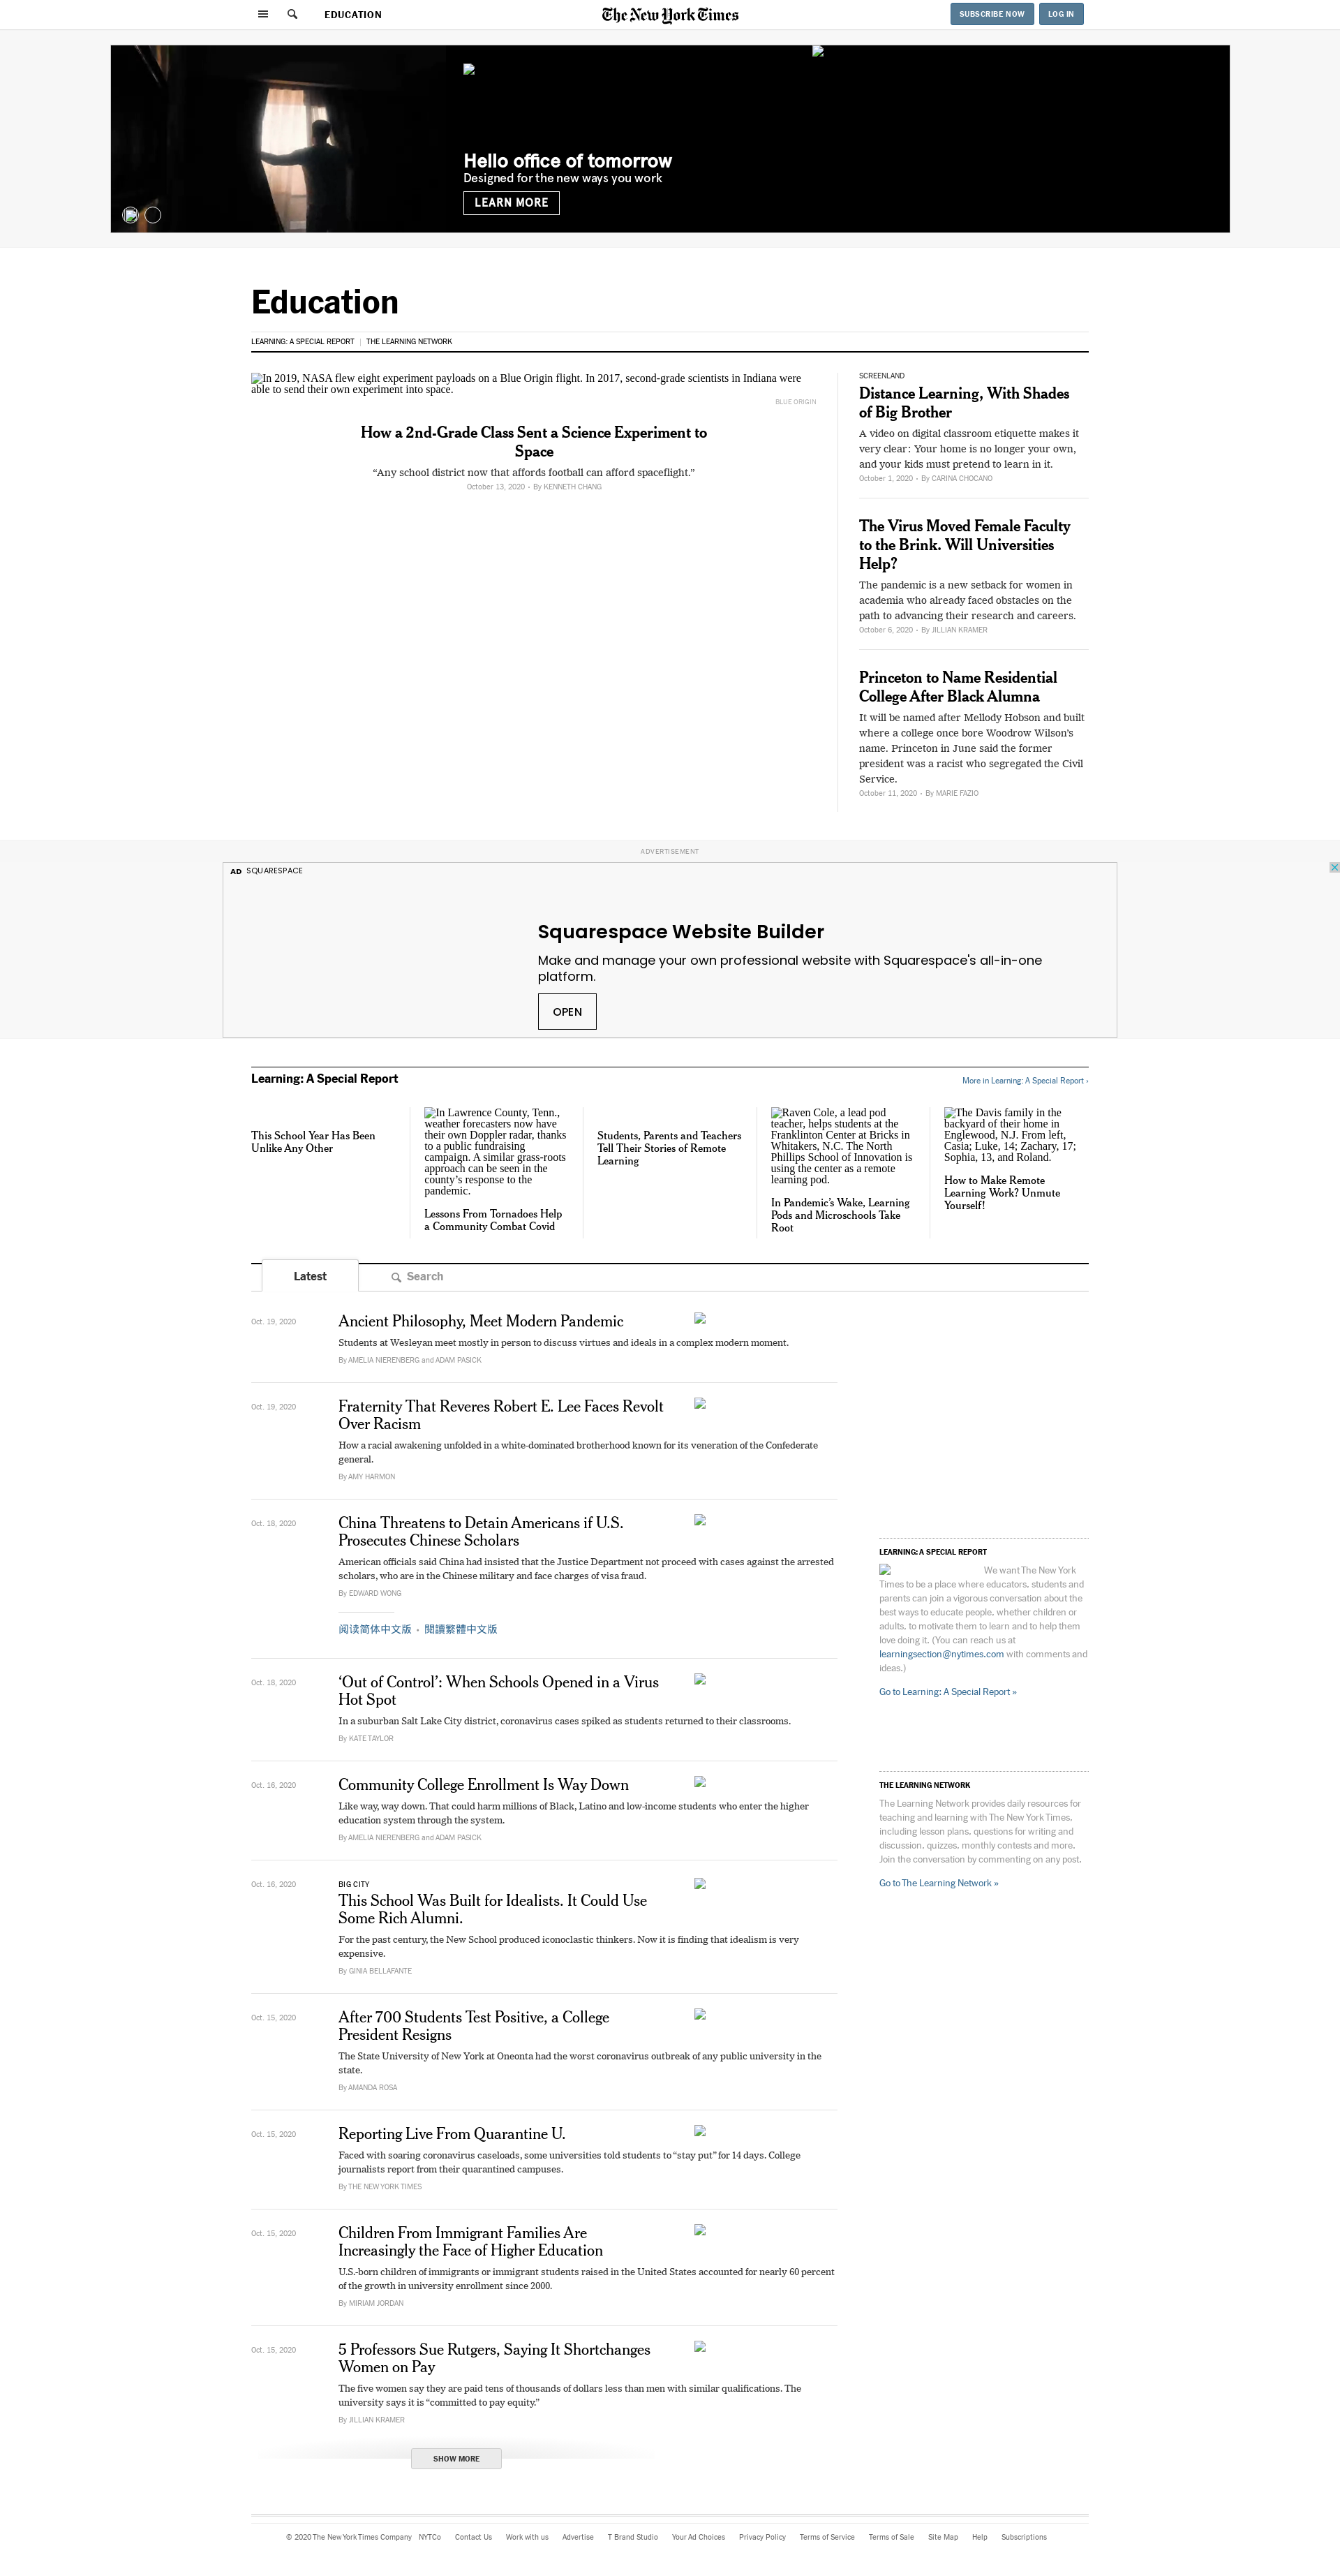 EDUCATION
The New York Times
SUBSCRIBE NOW
LOG IN
Hello office of tomorrow
Designed for the new ways you work
LEARN MORE
Education
LEARNING: A SPECIAL REPORT | THE LEARNING NETWORK
In 2019, NASA flew eight experiment payloads on a Blue Origin flight. In 2017, second-grade scientists in Indiana were
able to send their own experiment into space.
BLUE ORIGIN
How a 2nd-Grade Class Sent a Science Experiment to
Space
“Any school district now that affords football can afford spaceflight.”
October 13, 2020 - By KENNETH CHANG
SCREENLAND
Distance Learning, With Shades
of Big Brother
A video on digital classroom etiquette makes it
very clear: Your home is no longer your own,
and your kids must pretend to learn in it.
October 1, 2020 - By CARINA CHOCANO
The Virus Moved Female Faculty
to the Brink. Will Universities
Help?
The pandemic is a new setback for women in
academia who already faced obstacles on the
path to advancing their research and careers.
October 6, 2020 - By JILLIAN KRAMER
Princeton to Name Residential
College After Black Alumna
It will be named after Mellody Hobson and built
where a college once bore Woodrow Wilson's
name. Princeton in June said the former
president was a racist who segregated the Civil
Service.
October 11, 2020 - By MARIE FAZIO
ADVERTISEMENT
AD SQUARESPACE
Squarespace Website Builder
Make and manage your own professional website with Squarespace's all-in-one
platform.
OPEN
Learning: A Special Report
More in Learning: A Special Report ›
This School Year Has Been
Unlike Any Other
In Lawrence County, Tenn.,
weather forecasters now have
their own Doppler radar, thanks
to a public fundraising
campaign. A similar grass-roots
approach can be seen in the
county’s response to the
pandemic.
Lessons From Tornadoes Help
a Community Combat Covid
Students, Parents and Teachers
Tell Their Stories of Remote
Learning
Raven Cole, a lead pod
teacher, helps students at the
Franklinton Center at Bricks in
Whitakers, N.C. The North
Phillips School of Innovation is
using the center as a remote
learning pod.
In Pandemic’s Wake, Learning
Pods and Microschools Take
Root
The Davis family in the
backyard of their home in
Englewood, N.J. From left,
Casia; Luke, 14; Zachary, 17;
Sophia, 13, and Roland.
How to Make Remote
Learning Work? Unmute
Yourself!
Latest
Search
Oct. 19, 2020
Ancient Philosophy, Meet Modern Pandemic
Students at Wesleyan meet mostly in person to discuss virtues and ideals in a complex modern moment.
By AMELIA NIERENBERG and ADAM PASICK
Oct. 19, 2020
Fraternity That Reveres Robert E. Lee Faces Revolt
Over Racism
How a racial awakening unfolded in a white-dominated brotherhood known for its veneration of the Confederate
general.
By AMY HARMON
Oct. 18, 2020
China Threatens to Detain Americans if U.S.
Prosecutes Chinese Scholars
American officials said China had insisted that the Justice Department not proceed with cases against the arrested
scholars, who are in the Chinese military and face charges of visa fraud.
By EDWARD WONG
阅读简体中文版 · 閱讀繁體中文版
Oct. 18, 2020
‘Out of Control’: When Schools Opened in a Virus
Hot Spot
In a suburban Salt Lake City district, coronavirus cases spiked as students returned to their classrooms.
By KATE TAYLOR
Oct. 16, 2020
Community College Enrollment Is Way Down
Like way, way down. That could harm millions of Black, Latino and low-income students who enter the higher
education system through the system.
By AMELIA NIERENBERG and ADAM PASICK
Oct. 16, 2020
BIG CITY
This School Was Built for Idealists. It Could Use
Some Rich Alumni.
For the past century, the New School produced iconoclastic thinkers. Now it is finding that idealism is very
expensive.
By GINIA BELLAFANTE
Oct. 15, 2020
After 700 Students Test Positive, a College
President Resigns
The State University of New York at Oneonta had the worst coronavirus outbreak of any public university in the
state.
By AMANDA ROSA
Oct. 15, 2020
Reporting Live From Quarantine U.
Faced with soaring coronavirus caseloads, some universities told students to “stay put” for 14 days. College
journalists report from their quarantined campuses.
By THE NEW YORK TIMES
Oct. 15, 2020
Children From Immigrant Families Are
Increasingly the Face of Higher Education
U.S.-born children of immigrants or immigrant students raised in the United States accounted for nearly 60 percent
of the growth in university enrollment since 2000.
By MIRIAM JORDAN
Oct. 15, 2020
5 Professors Sue Rutgers, Saying It Shortchanges
Women on Pay
The five women say they are paid tens of thousands of dollars less than men with similar qualifications. The
university says it is “committed to pay equity.”
By JILLIAN KRAMER
SHOW MORE
LEARNING: A SPECIAL REPORT
We want The New York
Times to be a place where educators, students and
parents can join a vigorous conversation about the
best ways to educate people, whether children or
adults, to motivate them to learn and to help them
love doing it. (You can reach us at
learningsection@nytimes.com with comments and
ideas.)
Go to Learning: A Special Report »
THE LEARNING NETWORK
The Learning Network provides daily resources for
teaching and learning with The New York Times,
including lesson plans, questions for writing and
discussion, quizzes, monthly contests and more.
Join the conversation by commenting on any post.
Go to The Learning Network »
© 2020 The New York Times Company NYTCo Contact Us Work with us Advertise T Brand Studio Your Ad Choices Privacy Policy Terms of Service Terms of Sale Site Map Help Subscriptions